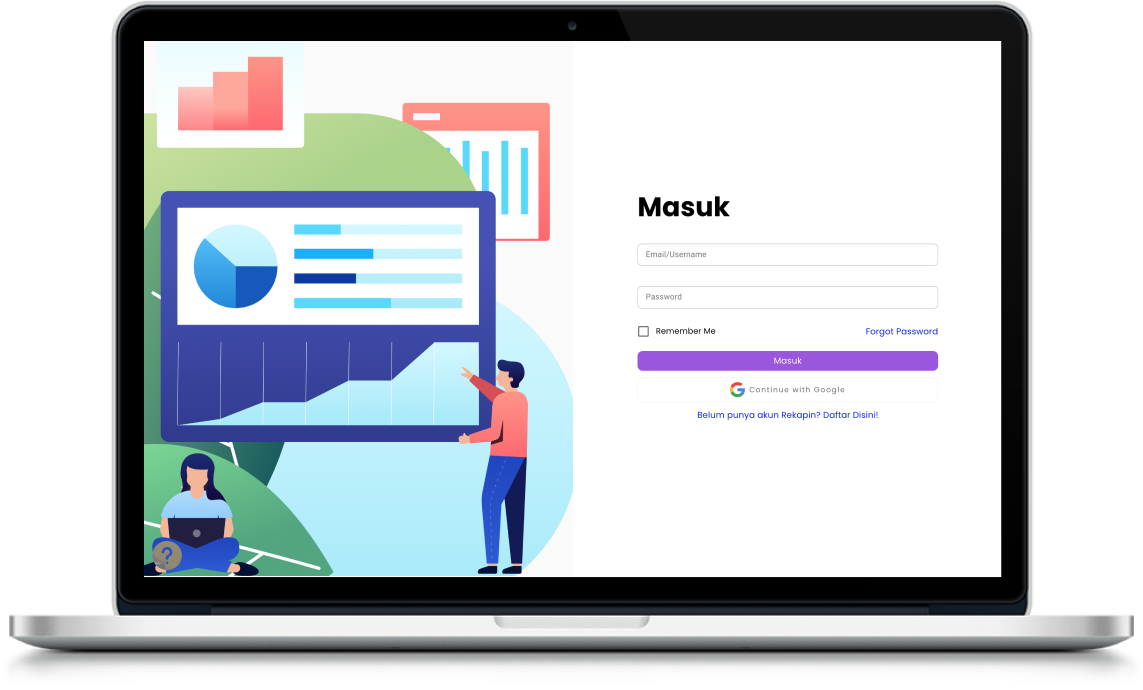 Masuk
Email/Username
Password
Remember Me
Forgot Password
Masuk
Continue with Google
Belum punya akun Rekapin? Daftar Disini!
?